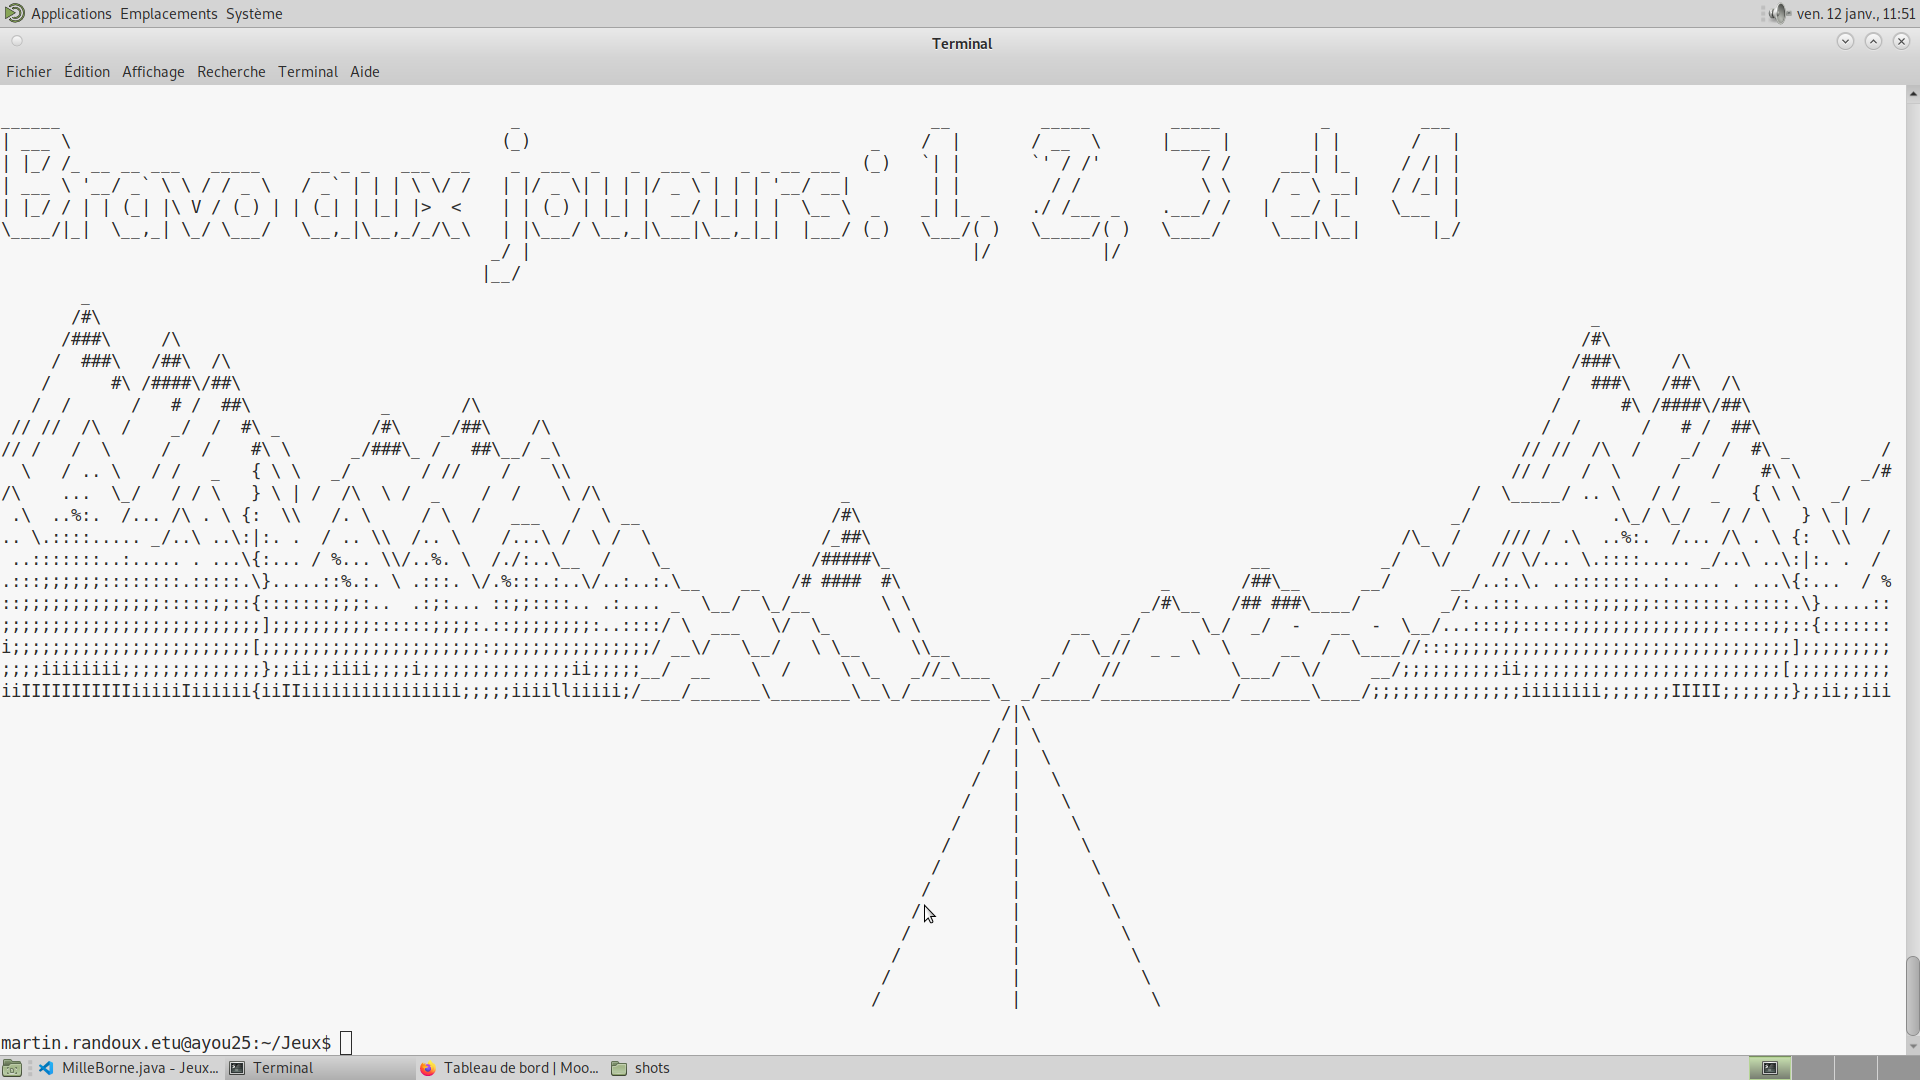 Applications Emplacements Système
ven. 12 janv., 11:51
Terminal
Fichier Édition Affichage Recherche Terminal Aide
Bravo aux joueurs: 1, 2, 3 et 4
martin.randoux.etu@ayou25:~/Jeux$
MilleBorne.java - Jeux...
Terminal
Tableau de bord | Moo...
shots